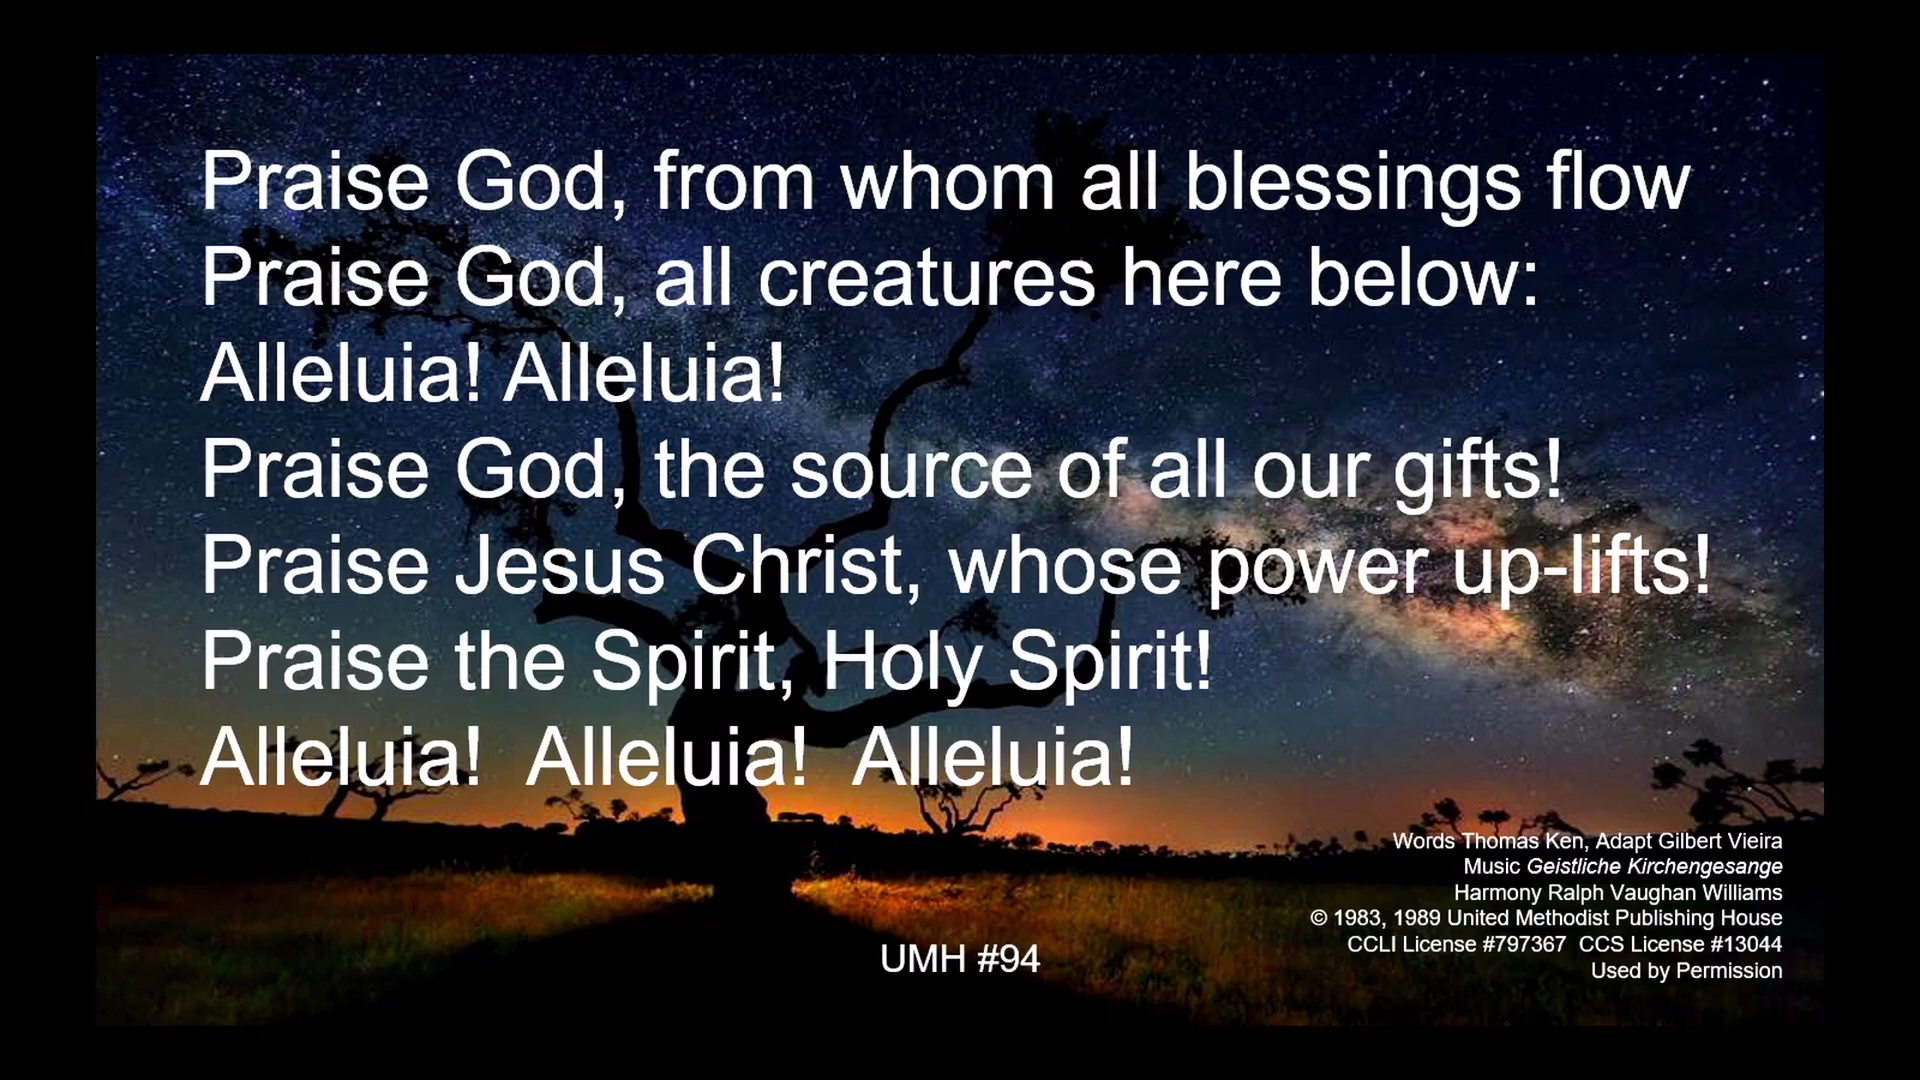 Praise God, from whom all blessings flow
Praise God, all creatures here below:
Alleluia! Alleluia!
Praise God, the source of all our gifts!
Praise Jesus Christ, whose power up-lifts!
Praise the Spirit, Holy Spirit!
Alleluia!  Alleluia!  Alleluia!
Words Thomas Ken, Adapt Gilbert Vieira
Music Geistliche Kirchengesange
Harmony Ralph Vaughan Williams
© 1983, 1989 United Methodist Publishing House
CCLI License #797367  CCS License #13044
Used by Permission
UMH #94